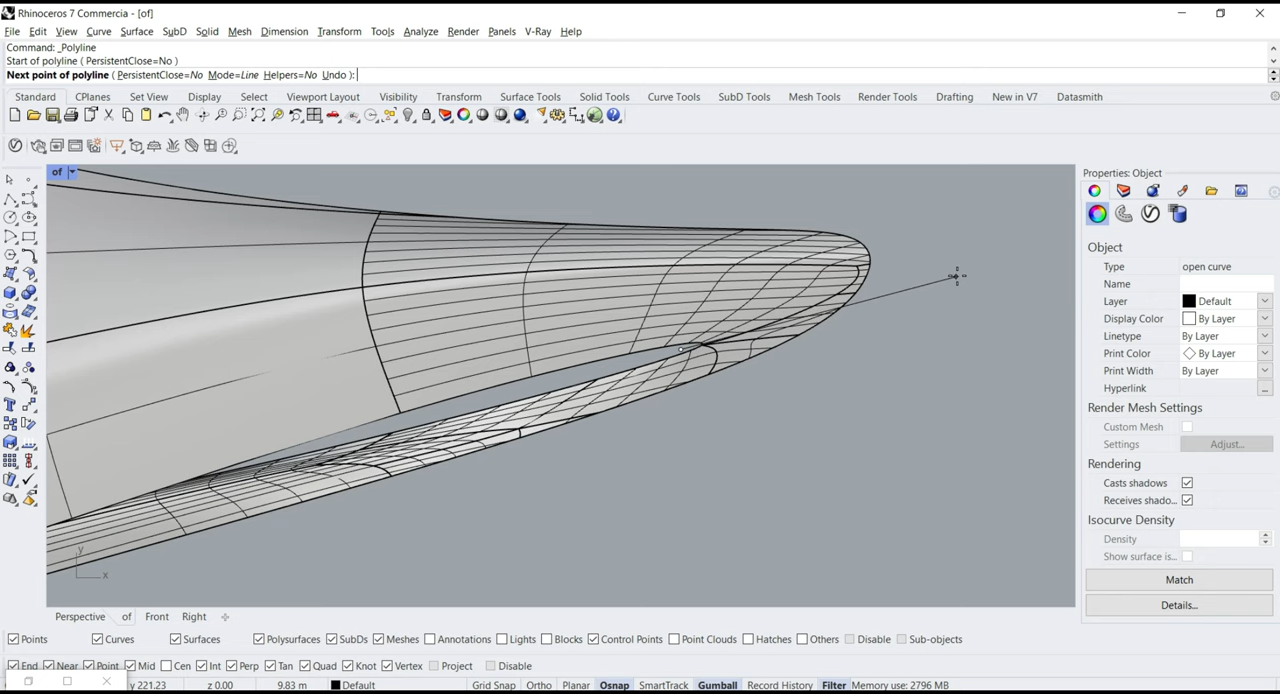 Rhinoceros 7 Commercia - [of]
File Edit View Curve Surface SubD Solid Mesh Dimension Transform Tools Analyze Render Panels V-Ray Help
Command: _Polyline
Start of polyline ( PersistentClose=No )
Next point of polyline ( PersistentClose=No Mode=Line Helpers=No Undo ):
Standard CPlanes Set View Display Select Viewport Layout Visibility Transform Surface Tools Solid Tools Curve Tools SubD Tools Mesh Tools Render Tools Drafting New in V7 Datasmith
of
Properties: Object
Object
Type open curve
Name
Layer Default
Display Color By Layer
Linetype By Layer
Print Color By Layer
Print Width By Layer
Hyperlink ...
Render Mesh Settings
Custom Mesh
Settings Adjust...
Rendering
Casts shadows
Receives shado...
Isocurve Density
Density
Show surface is...
Match
Details...
y
x
Perspective of Front Right
Points Curves Surfaces Polysurfaces SubDs Meshes Annotations Lights Blocks Control Points Point Clouds Hatches Others Disable Sub-objects
End Near Point Mid Cen Int Perp Tan Quad Knot Vertex Project Disable
y 221.23 z 0.00 9.83 m Default Grid Snap Ortho Planar Osnap SmartTrack Gumball Record History Filter Memory use: 2796 MB